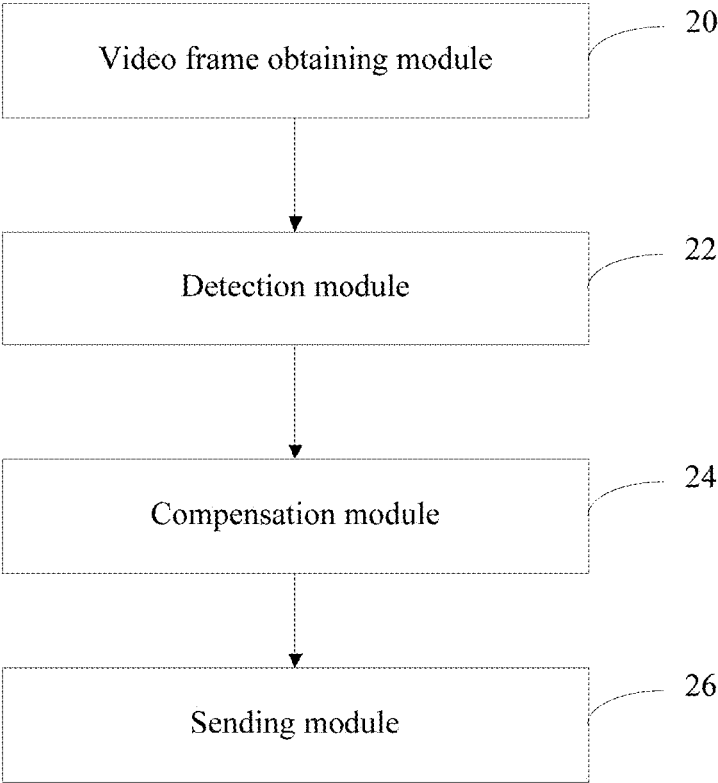 Video frame obtaining module
20
Detection module
22
Compensation module
24
Sending module
26